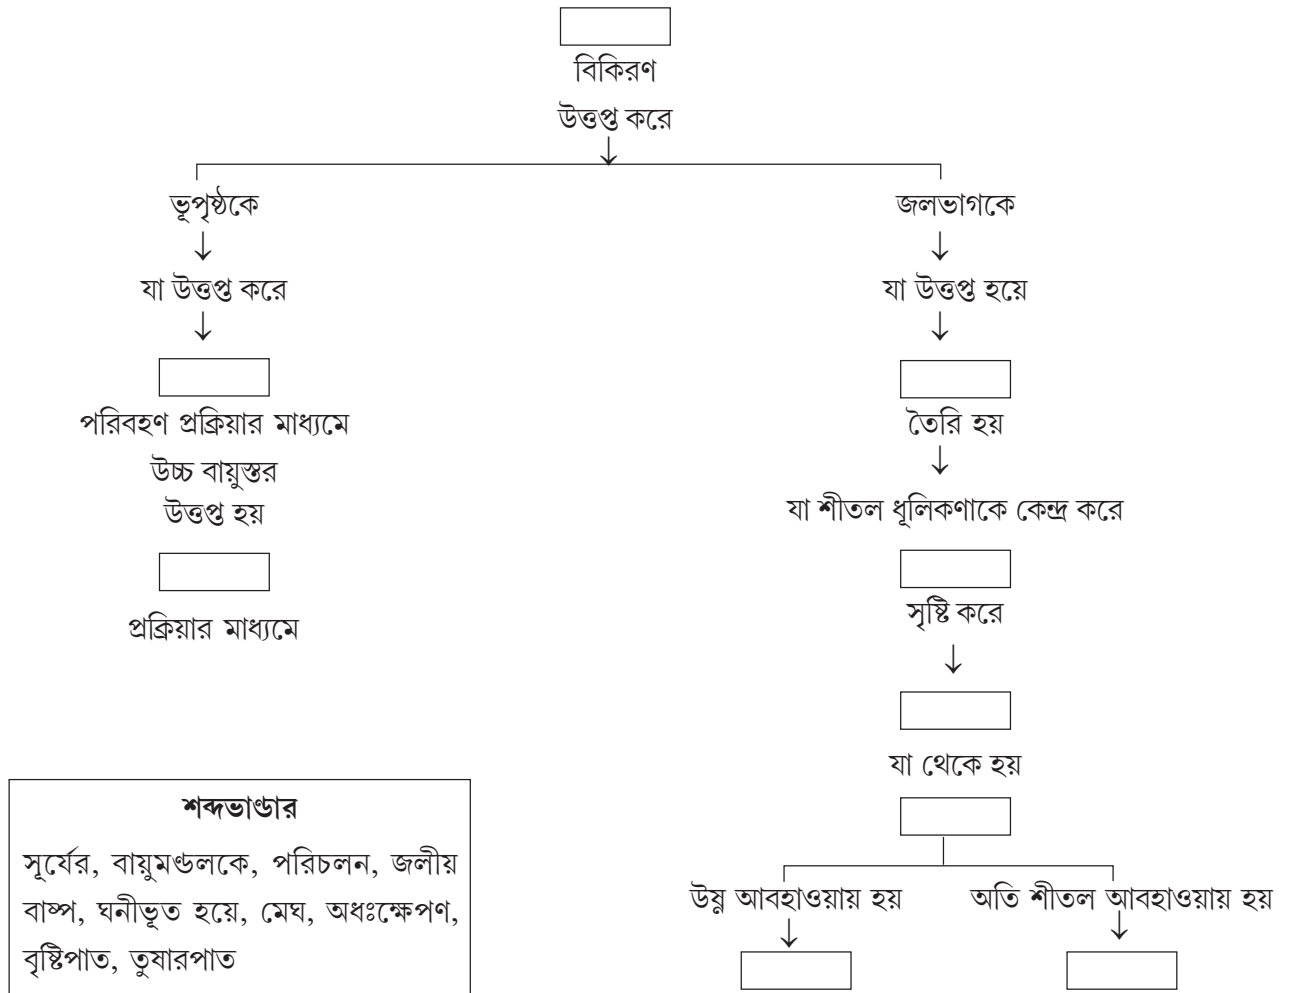 বিকিরণ
উত্তপ্ত করে
ভূপৃষ্ঠকে
জলভাগকে
যা উত্তপ্ত করে
যা উত্তপ্ত হয়ে
পরিবহণ প্রক্রিয়ার মাধ্যমে
উচ্চ বায়ুস্তর
উত্তপ্ত হয়
প্রক্রিয়ার মাধ্যমে
তৈরি হয়
যা শীতল ধূলিকণাকে কেন্দ্র করে
সৃষ্টি করে
যা থেকে হয়
উষ্ণ আবহাওয়ায় হয়
অতি শীতল আবহাওয়ায় হয়
শব্দভাণ্ডার
সূর্যের, বায়ুমণ্ডলকে, পরিচলন, জলীয়
বাষ্প, ঘনীভূত হয়ে, মেঘ, অধঃক্ষেপণ,
বৃষ্টিপাত, তুষারপাত